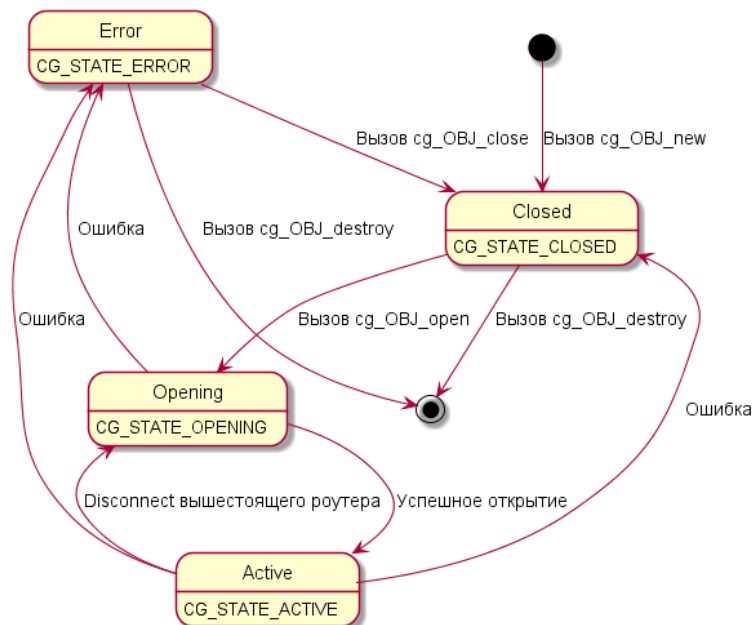 Error
CG_STATE_ERROR
Вызов cg_OBJ_close
Вызов cg_OBJ_new
Closed
CG_STATE_CLOSED
Ошибка
Вызов cg_OBJ_destroy
Ошибка
Вызов cg_OBJ_open
Вызов cg_OBJ_destroy
Opening
CG_STATE_OPENING
Ошибка
Disconnect вышестоящего роутера
Успешное открытие
Active
CG_STATE_ACTIVE